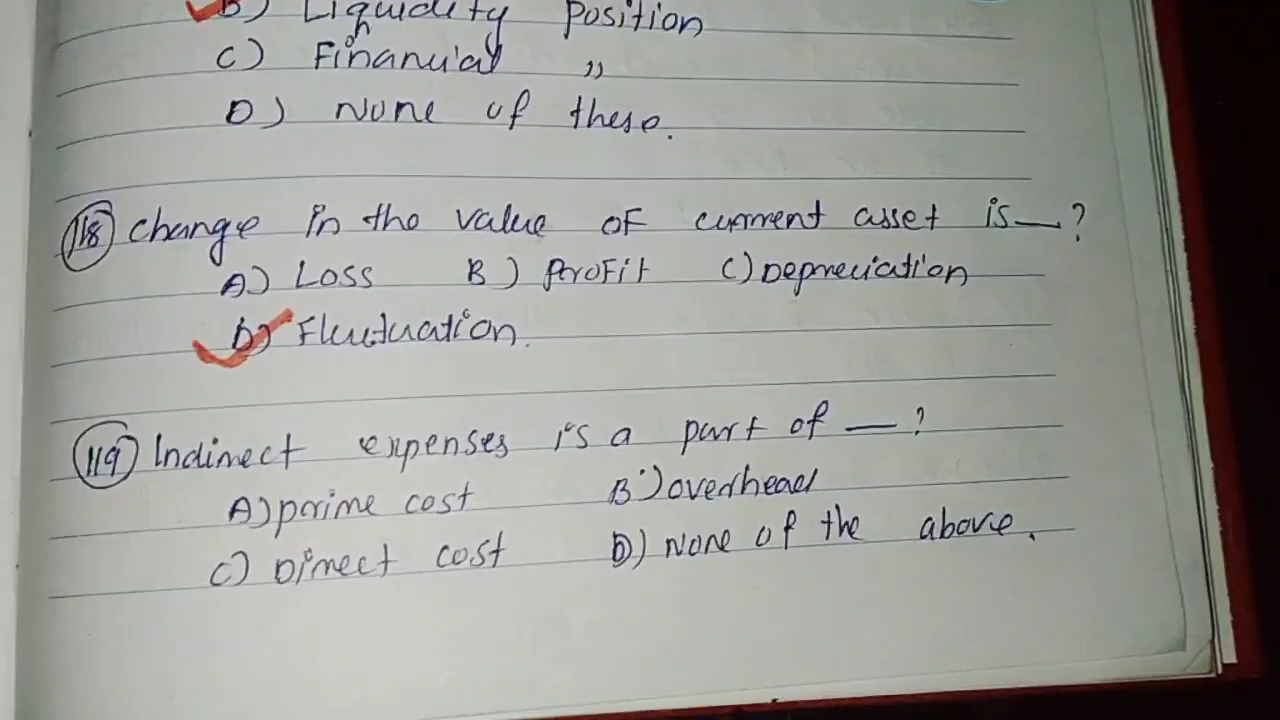 B) Liquidity Position
C) Financial ,,
D) None of these.
118 change in the value of current asset is — ?
A) Loss B) Profit C) Depreciation
D) Fluctuation.
119 Indirect expenses is a part of — ?
A) prime cost B) overhead
C) Direct cost D) None of the above.